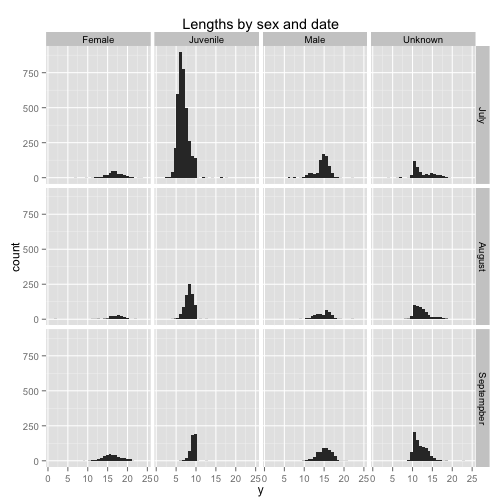 Lengths by sex and date
Female Juvenile Male Unknown
750
500
250
0
July
count
750
500
250
0
August
750
500
250
0
Septempber
0 5 10 15 20 25 0 5 10 15 20 25 0 5 10 15 20 25 0 5 10 15 20 25
y